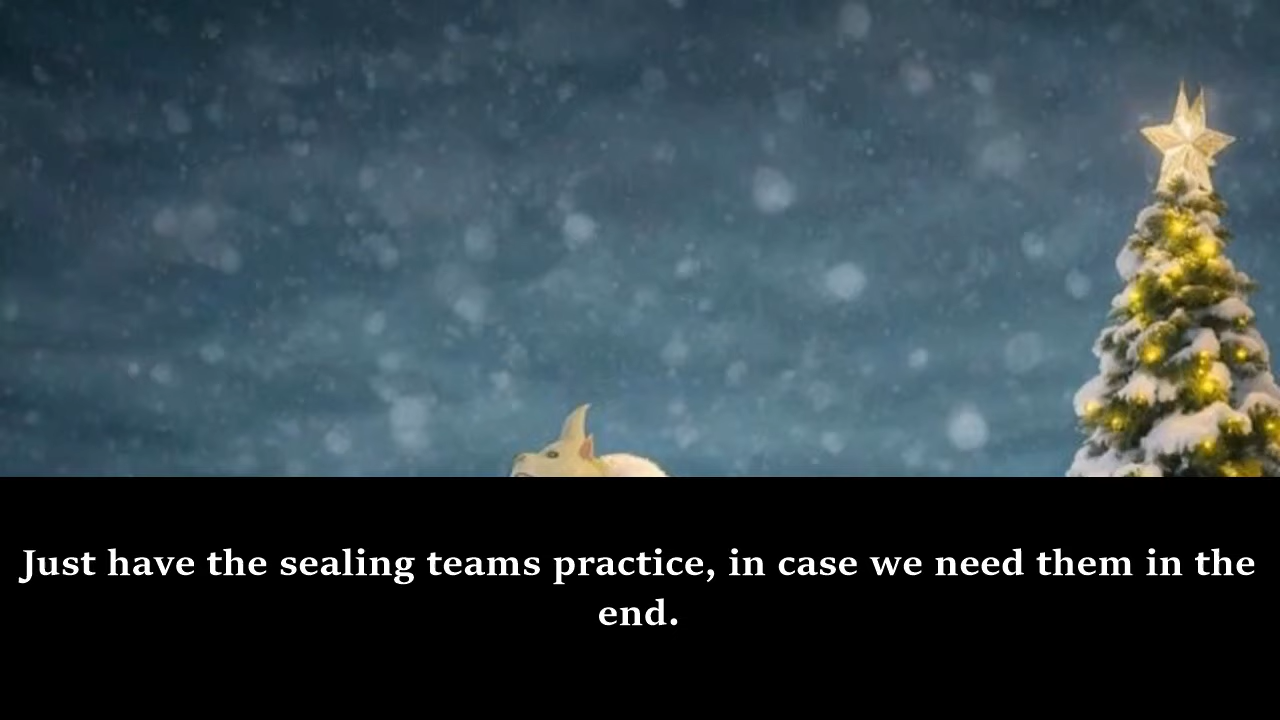 Just have the sealing teams practice, in case we need them in the
end.